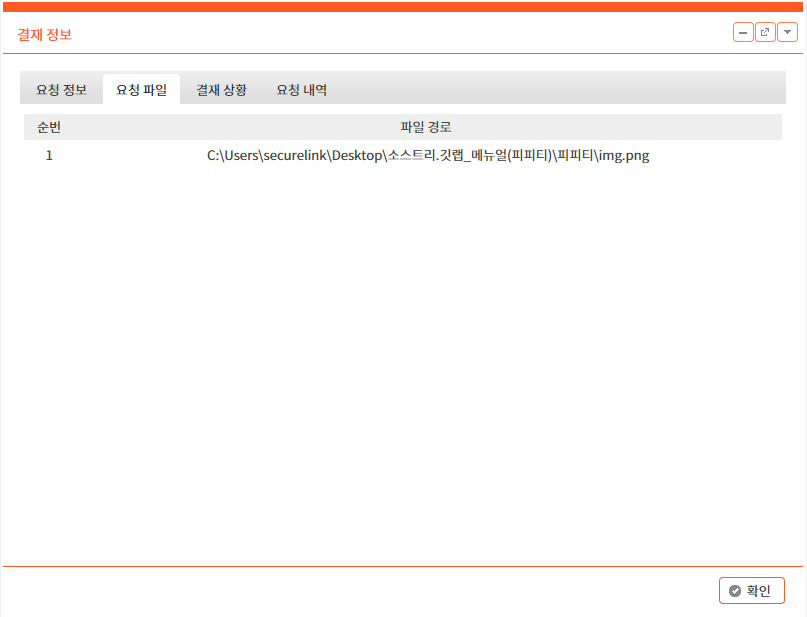 결재 정보
요청 정보 요청 파일 결재 상황 요청 내역
순번 파일 경로
1 C:\Users\securelink\Desktop\소스트리.깃랩_메뉴얼(피피티)\피피티\img.png
확인